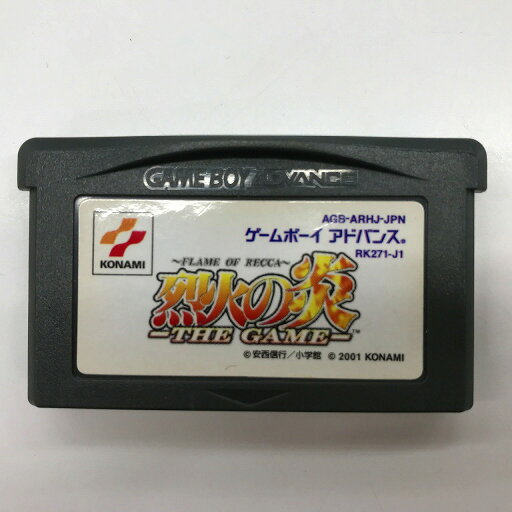 GAME BOY ADVANCE
AGB-ARHJ-JPN
ゲームボーイ アドバンス®
RK271-J1
KONAMI
～FLAME OF RECCA～
烈火の炎
-THE GAME-™
©安西信行／小学館 © 2001 KONAMI